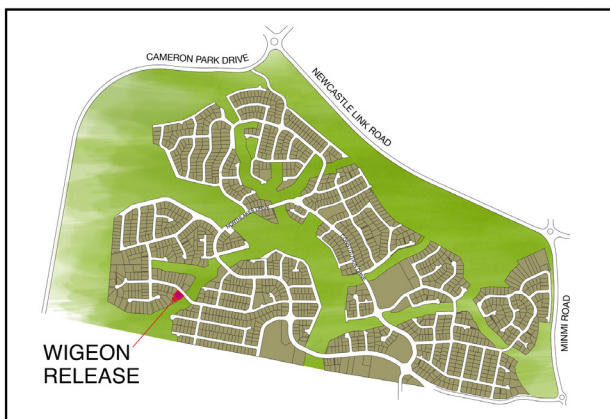 CAMERON PARK DRIVE
NEWCASTLE LINK ROAD
MINMI ROAD
WIGEON
RELEASE